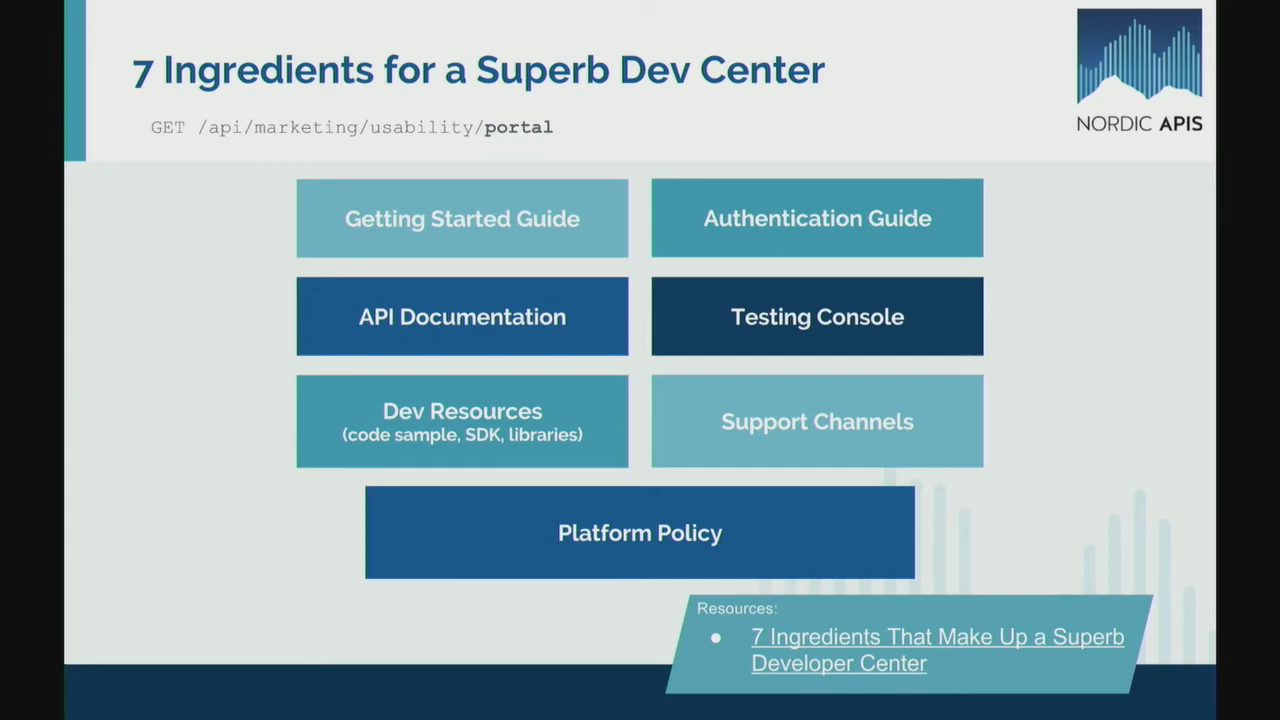 7 Ingredients for a Superb Dev Center
GET /api/marketing/usability/portal
NORDIC APIS
Getting Started Guide
Authentication Guide
API Documentation
Testing Console
Dev Resources
(code sample, SDK, libraries)
Support Channels
Platform Policy
Resources:
● 7 Ingredients That Make Up a Superb
Developer Center